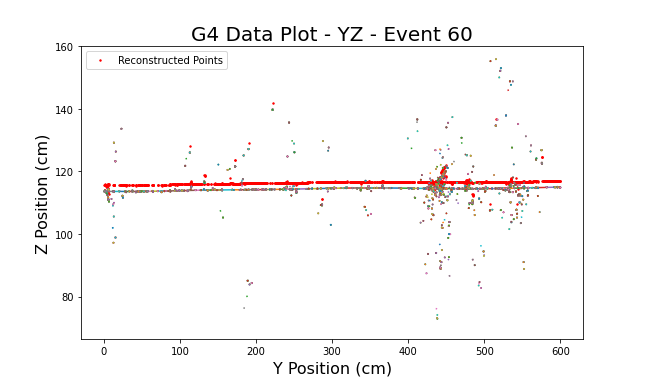 G4 Data Plot - YZ - Event 60
Reconstructed Points
Z Position (cm)
160
140
120
100
80
0 100 200 300 400 500 600
Y Position (cm)